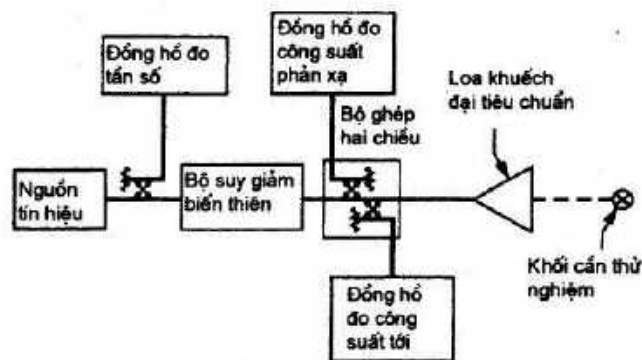 Đồng hồ đo
tần số
Đồng hồ đo
công suất
phản xạ
Loa khuếch
đại tiêu chuẩn
Bộ ghép
hai chiều
Nguồn
tín hiệu
Bộ suy giảm
biến thiên
Khối cần thử
nghiệm
Đồng hồ
đo công
suất tới